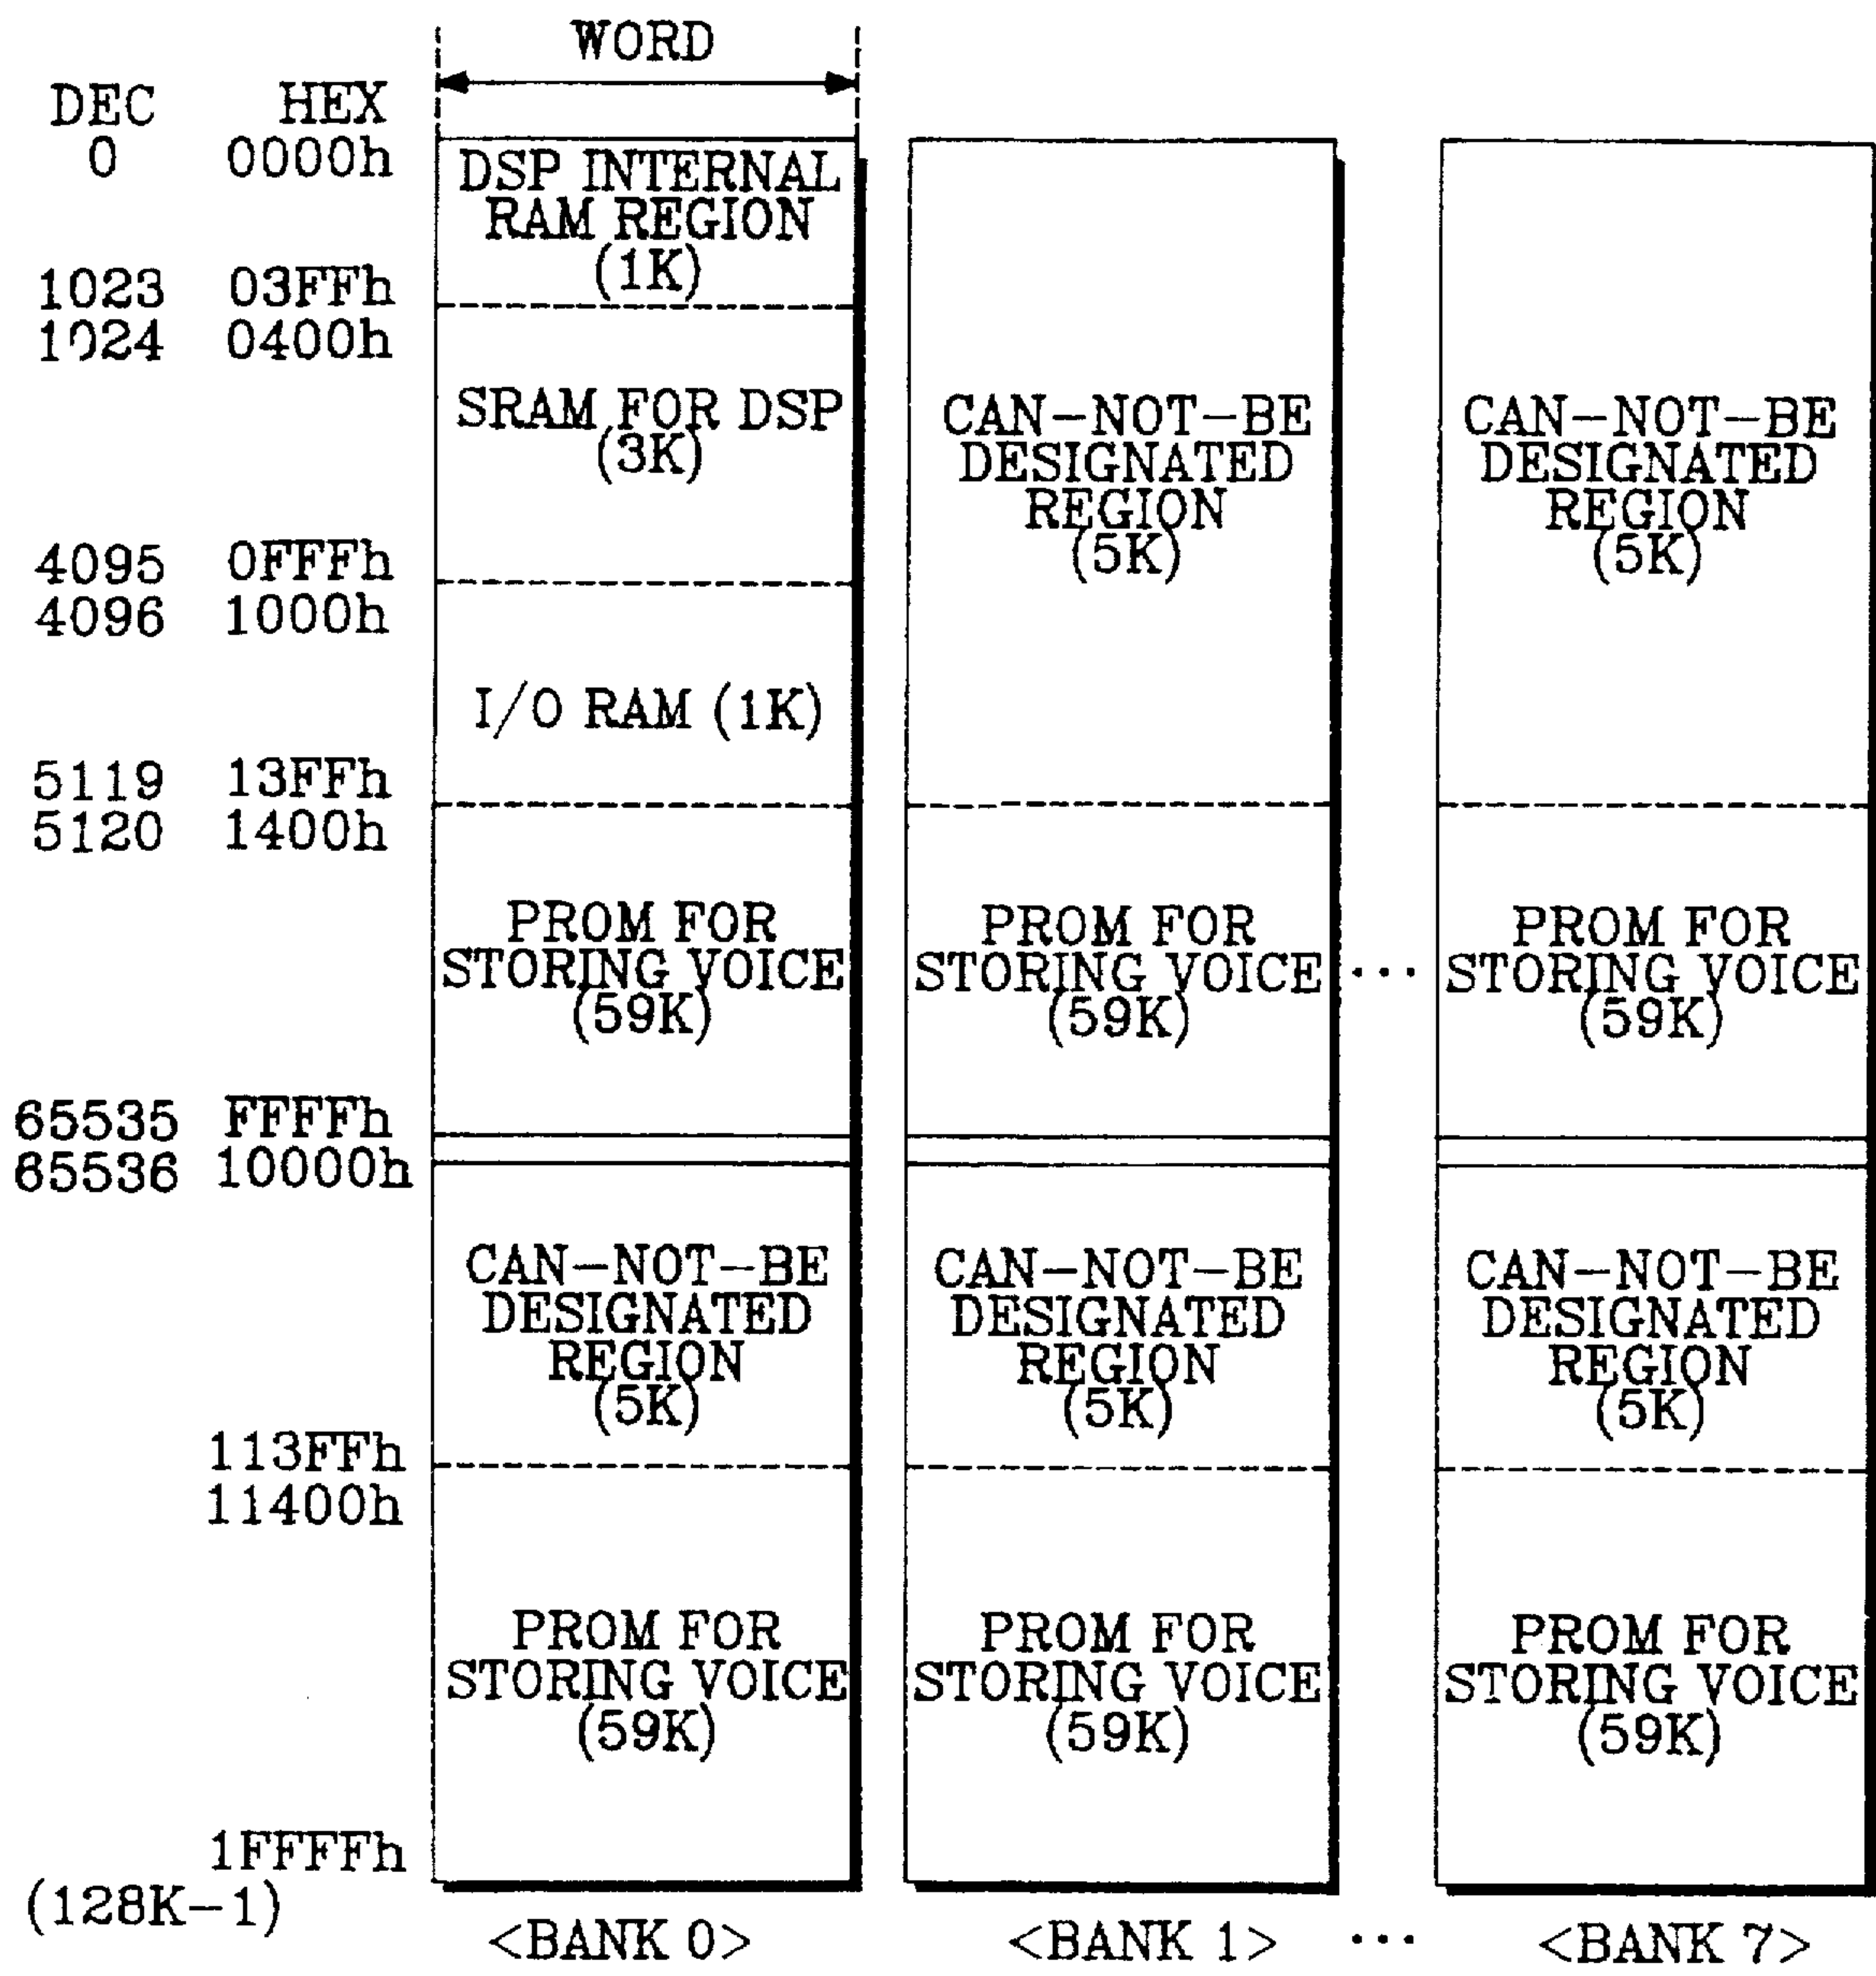 WORD
DEC HEX
0 0000h
DSP INTERNAL
RAM REGION
(1K)
1023 03FFh
1024 0400h
SRAM FOR DSP
(3K)
4095 0FFFh
4096 1000h
I/O RAM (1K)
5119 13FFh
5120 1400h
PROM FOR
STORING VOICE
(59K)
65535 FFFFh
65536 10000h
CAN-NOT-BE
DESIGNATED
REGION
(5K)
113FFh
11400h
PROM FOR
STORING VOICE
(59K)
1FFFFh
(128K-1)
<BANK 0>
CAN-NOT-BE
DESIGNATED
REGION
(5K)
PROM FOR
STORING VOICE
(59K)
CAN-NOT-BE
DESIGNATED
REGION
(5K)
PROM FOR
STORING VOICE
(59K)
<BANK 1>
...
...
CAN-NOT-BE
DESIGNATED
REGION
(5K)
PROM FOR
STORING VOICE
(59K)
CAN-NOT-BE
DESIGNATED
REGION
(5K)
PROM FOR
STORING VOICE
(59K)
<BANK 7>